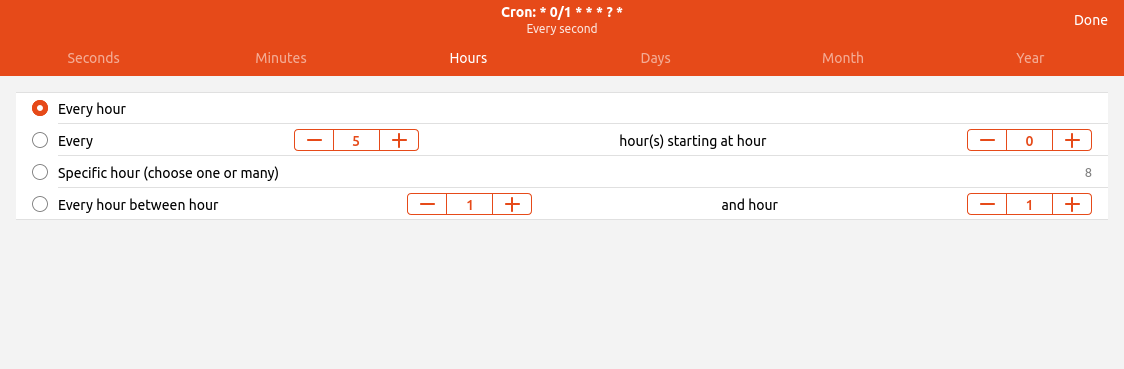 Cron: * 0/1 * * * ? *
Every second
Done
Seconds Minutes Hours Days Month Year
Every hour
Every 5 hour(s) starting at hour 0
Specific hour (choose one or many) 8
Every hour between hour 1 and hour 1